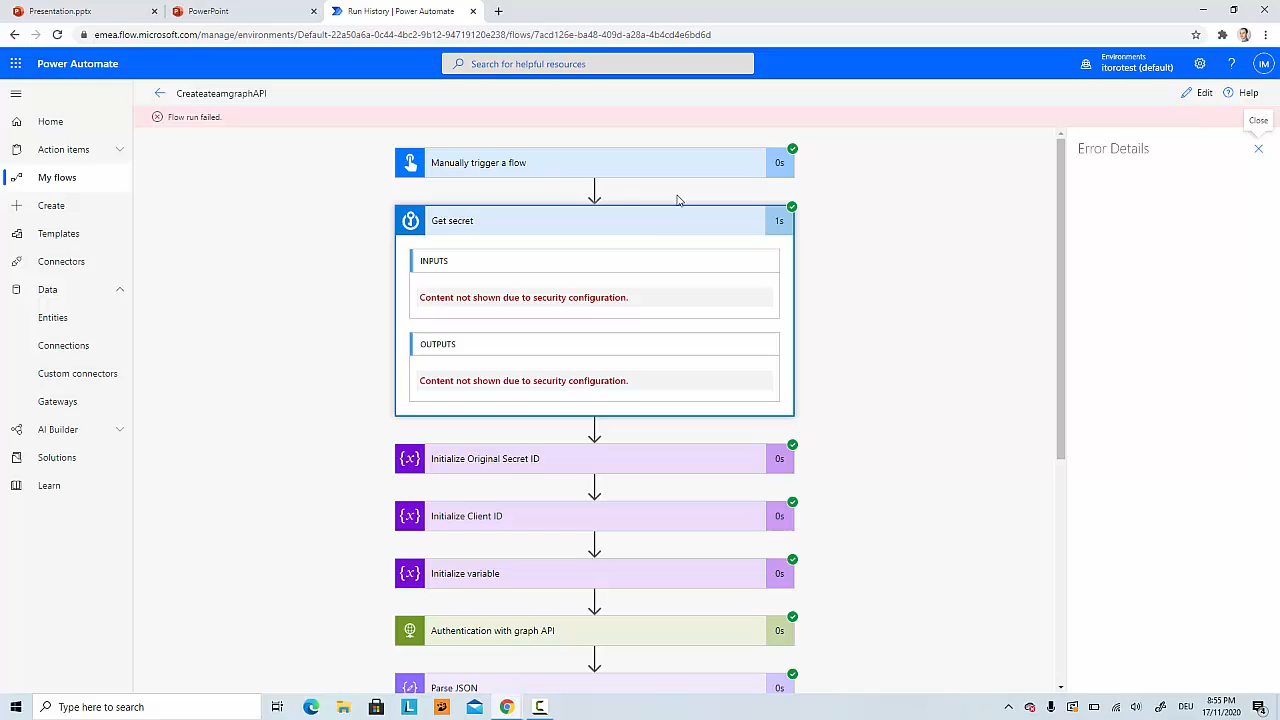 Presentation.pptx
PowerPoint
Run History | Power Automate
emea.flow.microsoft.com/manage/environments/Default-22a50a6a-0c44-4bc2-9b12-94719120e238/flows/7acd126e-ba48-409d-a28a-4b4cd4e6bd6d
Power Automate
Search for helpful resources
Environments
itorotest (default)
IM
CreateateamgraphAPI
Edit
Help
Flow run failed.
Close
Home
Action items
My flows
Create
Templates
Connectors
Data
Entities
Connections
Custom connectors
Gateways
AI Builder
Solutions
Learn
Manually trigger a flow
0s
Get secret
1s
INPUTS
Content not shown due to security configuration.
OUTPUTS
Content not shown due to security configuration.
Initialize Original Secret ID
0s
Initialize Client ID
0s
Initialize variable
0s
Authentication with graph API
0s
Parse JSON
0s
Error Details
Type here to search
DEU
8:55 PM
17/11/2020